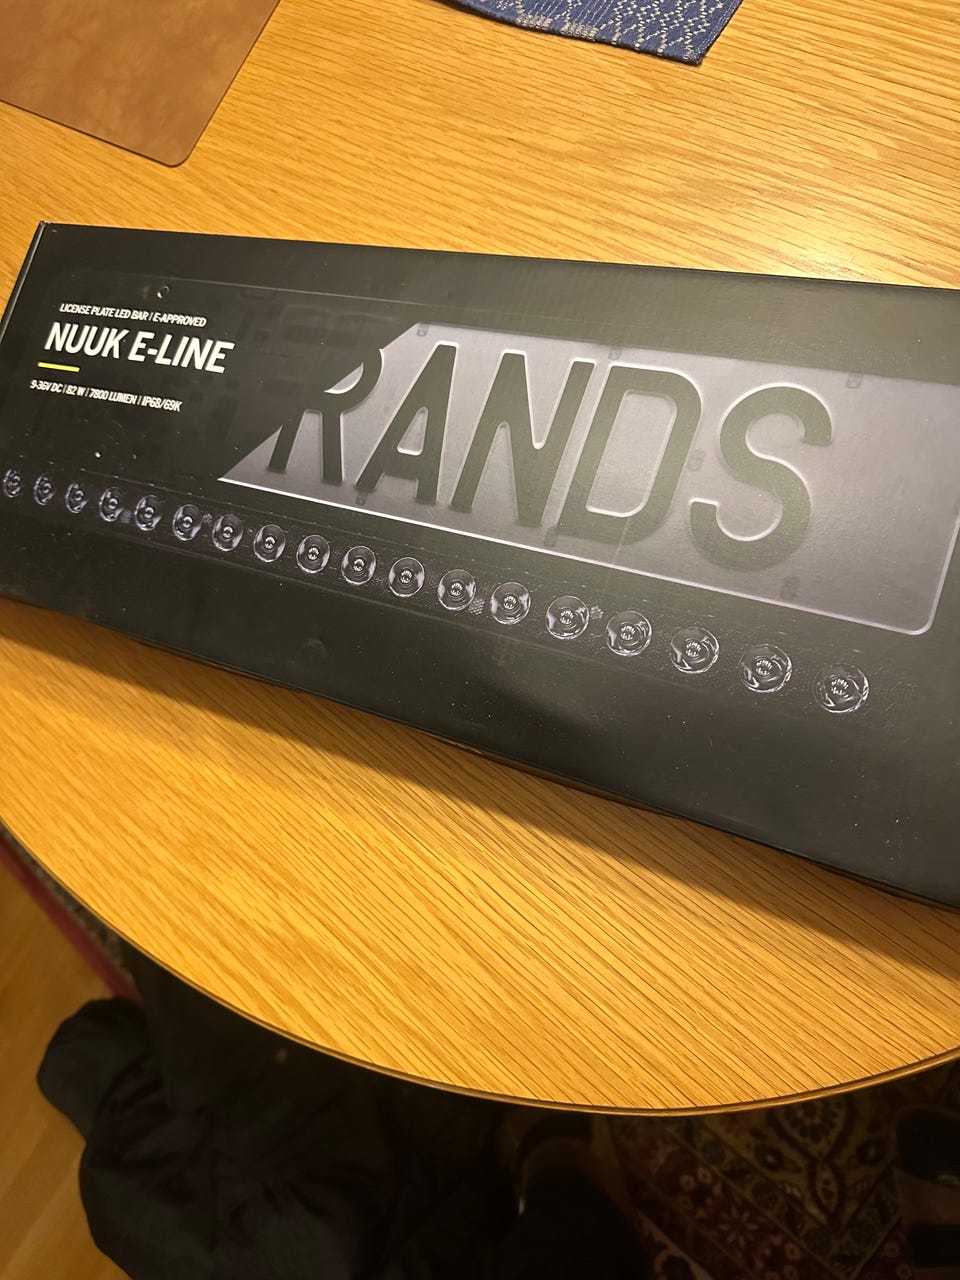 LICENSE PLATE LED BAR | E-APPROVED
NUUK E-LINE
9-36V DC | 82 W | 7800 LUMEN | IP68/69K
RANDS